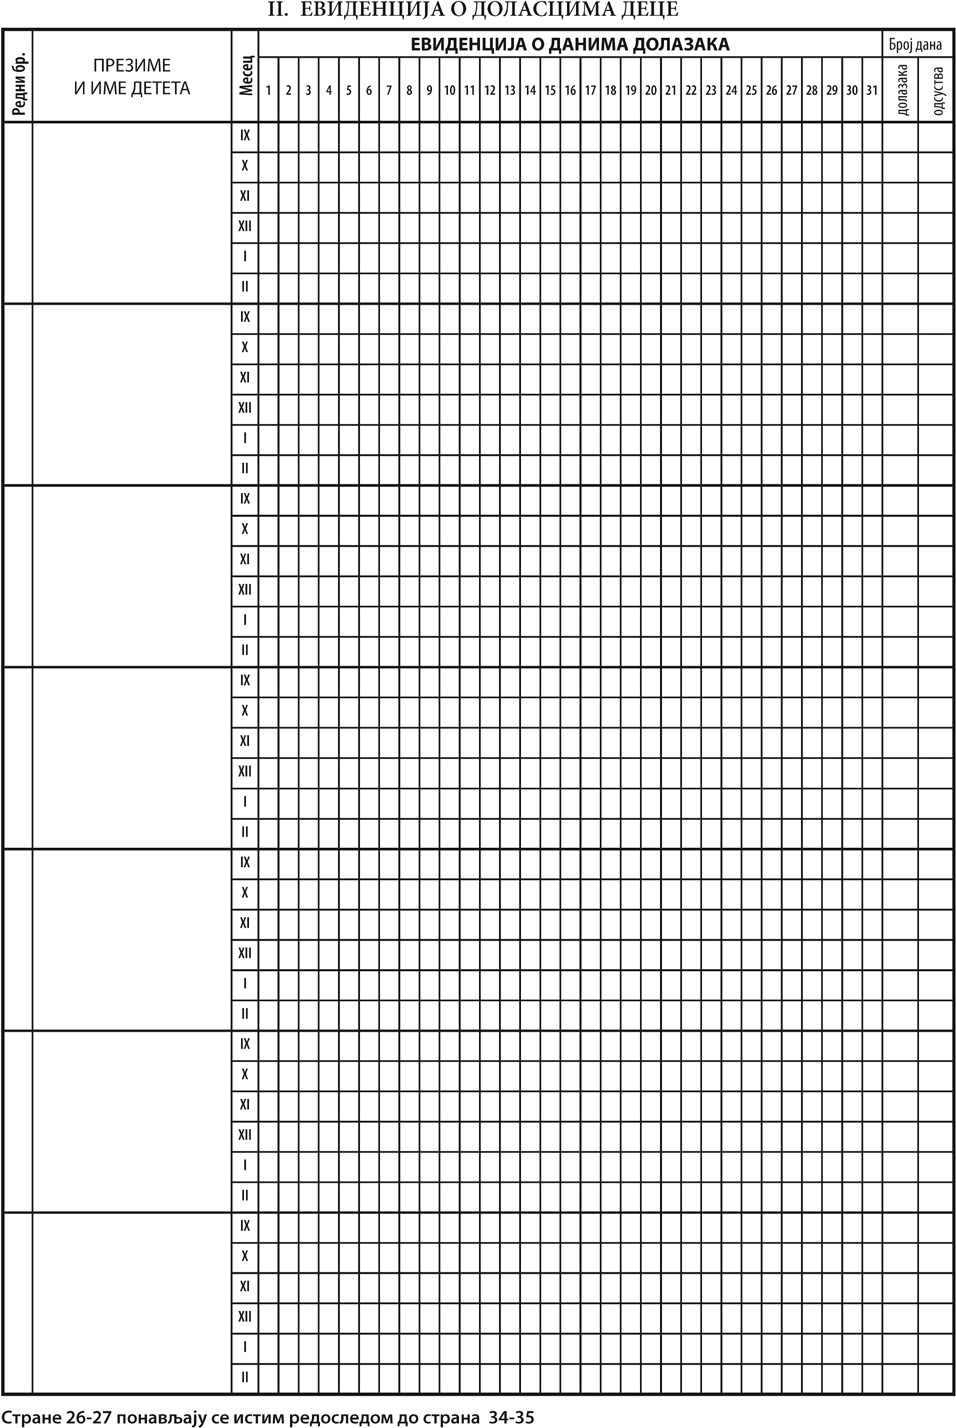 II. ЕВИДЕНЦИЈА О ДОЛАСЦИМА ДЕЦЕ
Редни бр.
ПРЕЗИМЕ
И ИМЕ ДЕТЕТА
Месец
ЕВИДЕНЦИЈА О ДАНИМА ДОЛАЗАКА
1 2 3 4 5 6 7 8 9 10 11 12 13 14 15 16 17 18 19 20 21 22 23 24 25 26 27 28 29 30 31
Број дана
долазака
одсуства
IX
X
XI
XII
I
II
IX
X
XI
XII
I
II
IX
X
XI
XII
I
II
IX
X
XI
XII
I
II
IX
X
XI
XII
I
II
IX
X
XI
XII
I
II
IX
X
XI
XII
I
II
Стране 26-27 понављају се истим редоследом до страна 34-35